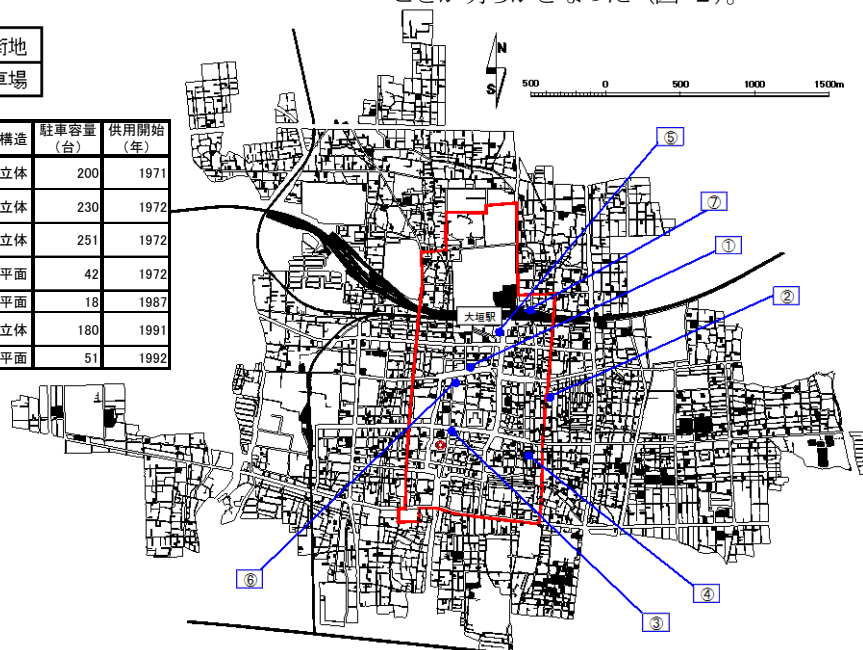 ことが明らかとなった（図-2）。
街地
車場
N
S
500 0 500 1000 1500m
構造 駐車容量（台） 供用開始（年）
立体 200 1971
立体 230 1972
立体 251 1972
平面 42 1972
平面 18 1987
立体 180 1991
平面 51 1992
⑤
⑦
①
②
大垣駅
⑥
④
③